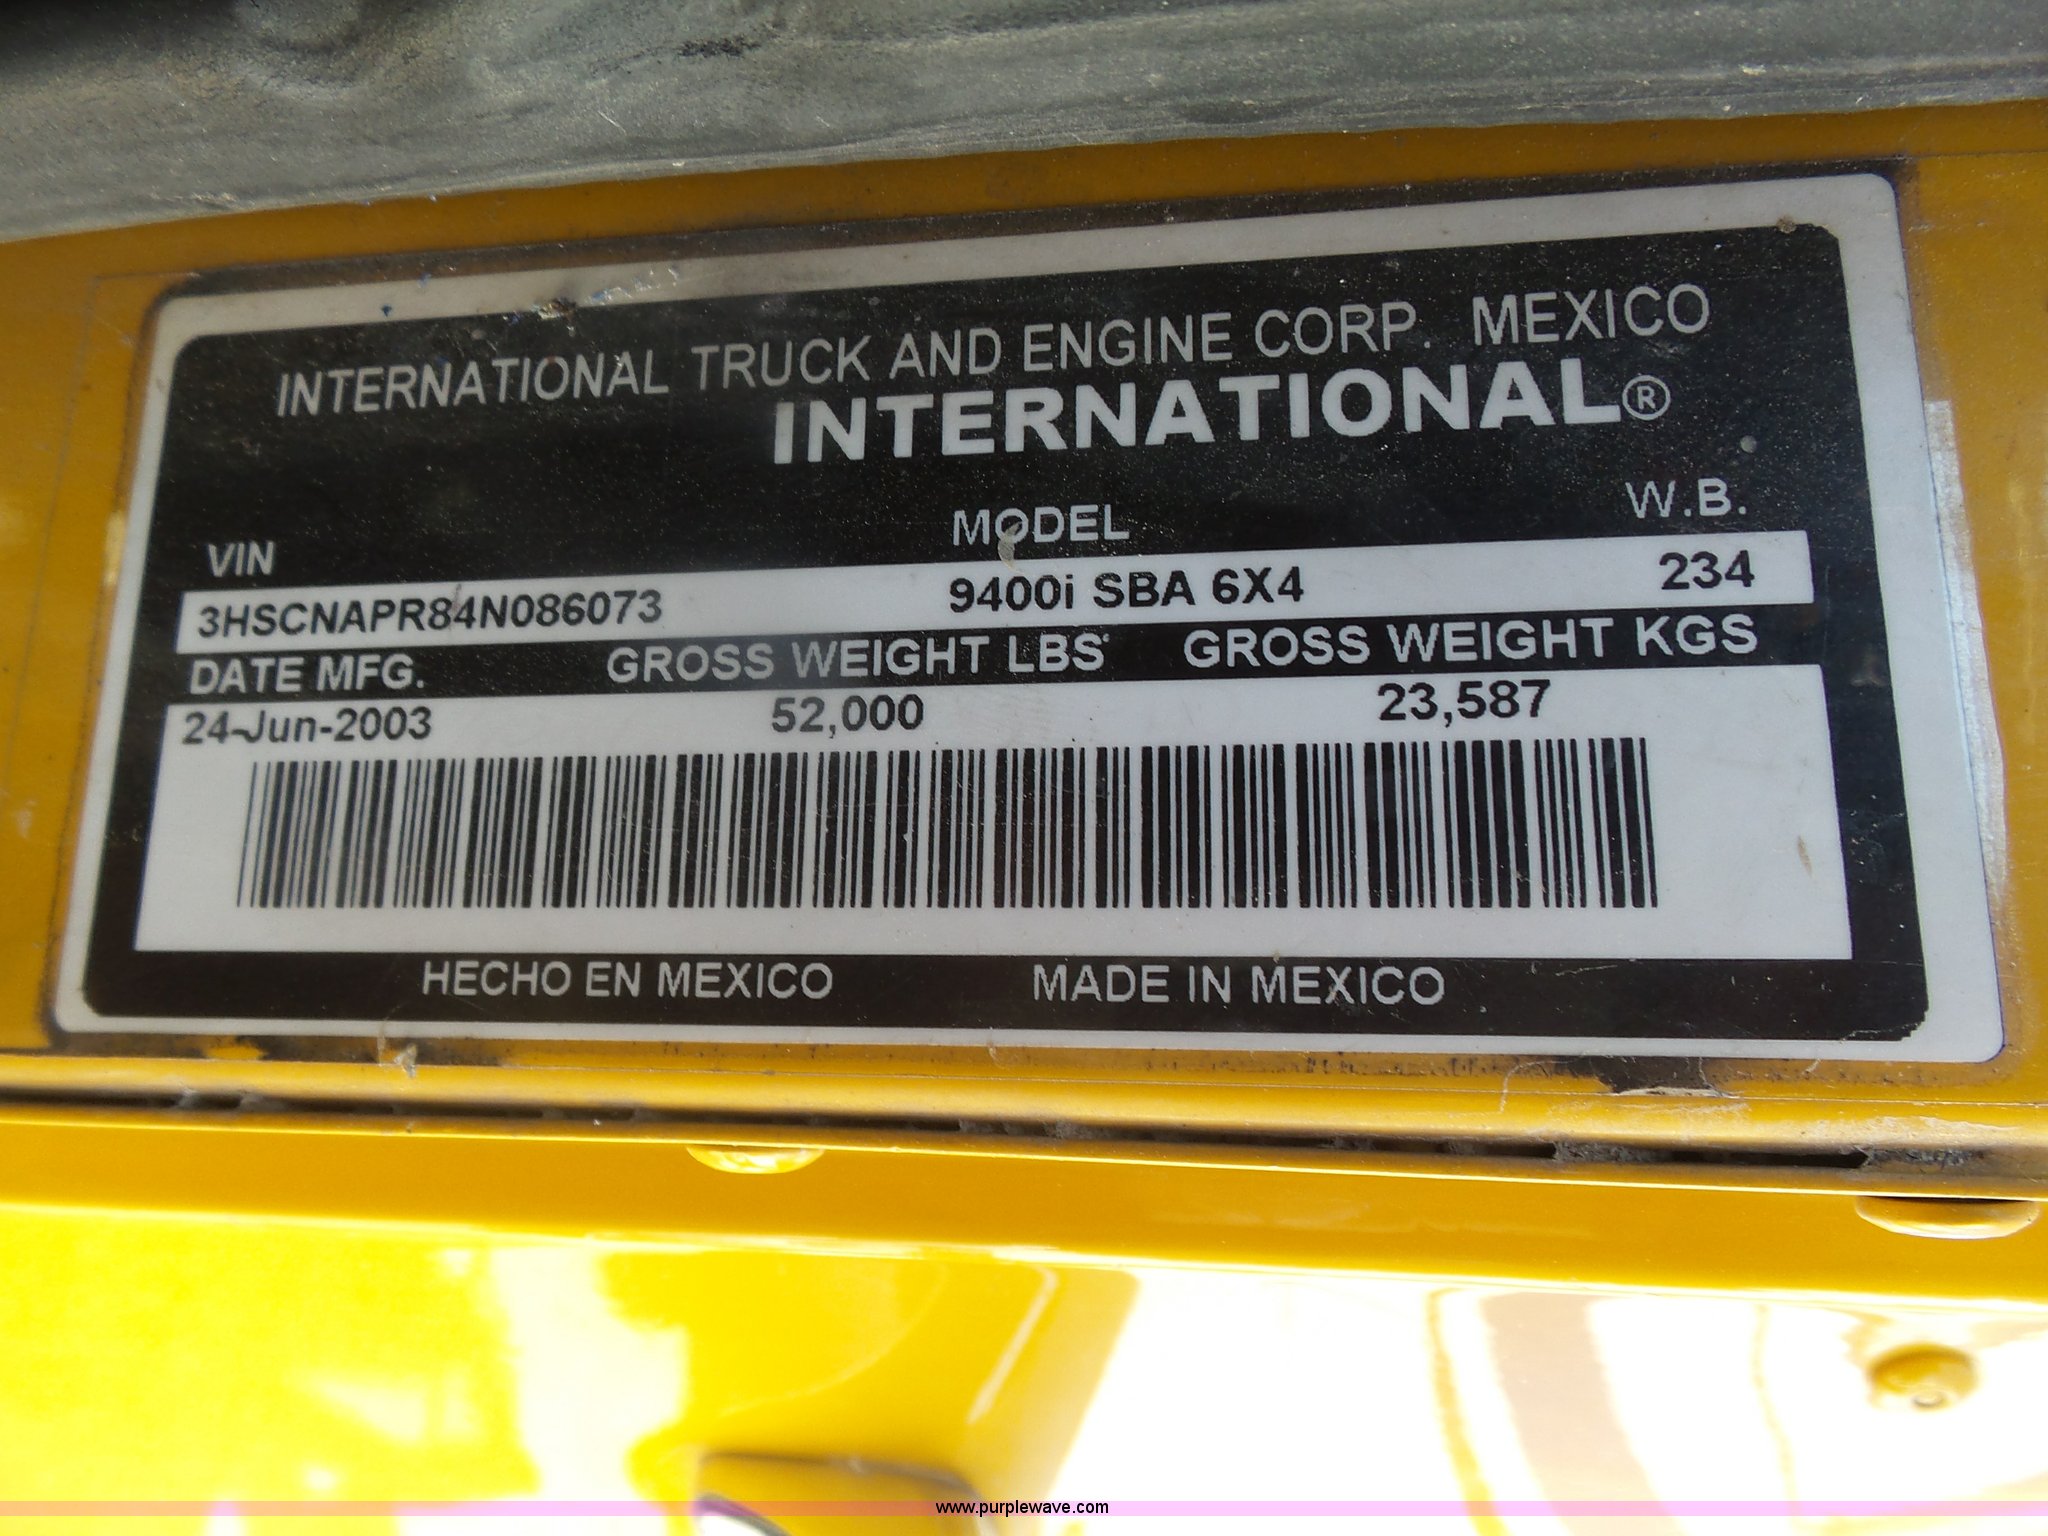 INTERNATIONAL TRUCK AND ENGINE CORP. MEXICO
INTERNATIONAL®
VIN MODEL W.B.
3HSCNAPR84N086073 9400i SBA 6X4 234
DATE MFG. GROSS WEIGHT LBS GROSS WEIGHT KGS
24-Jun-2003 52,000 23,587
HECHO EN MEXICO MADE IN MEXICO
www.purplewave.com